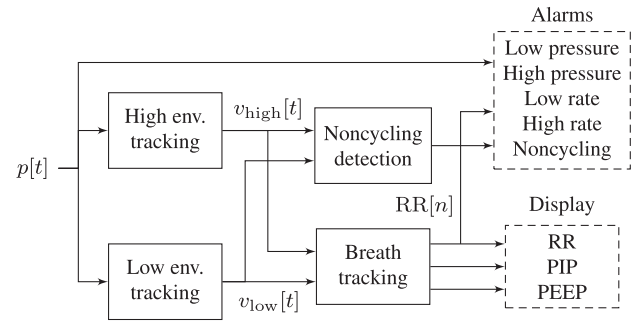 Alarms
Low pressure
High pressure
Low rate
High rate
Noncycling
High env.
tracking
v_high[t]
Noncycling
detection
p[t]
RR[n]
Display
Low env.
tracking
v_low[t]
Breath
tracking
RR
PIP
PEEP